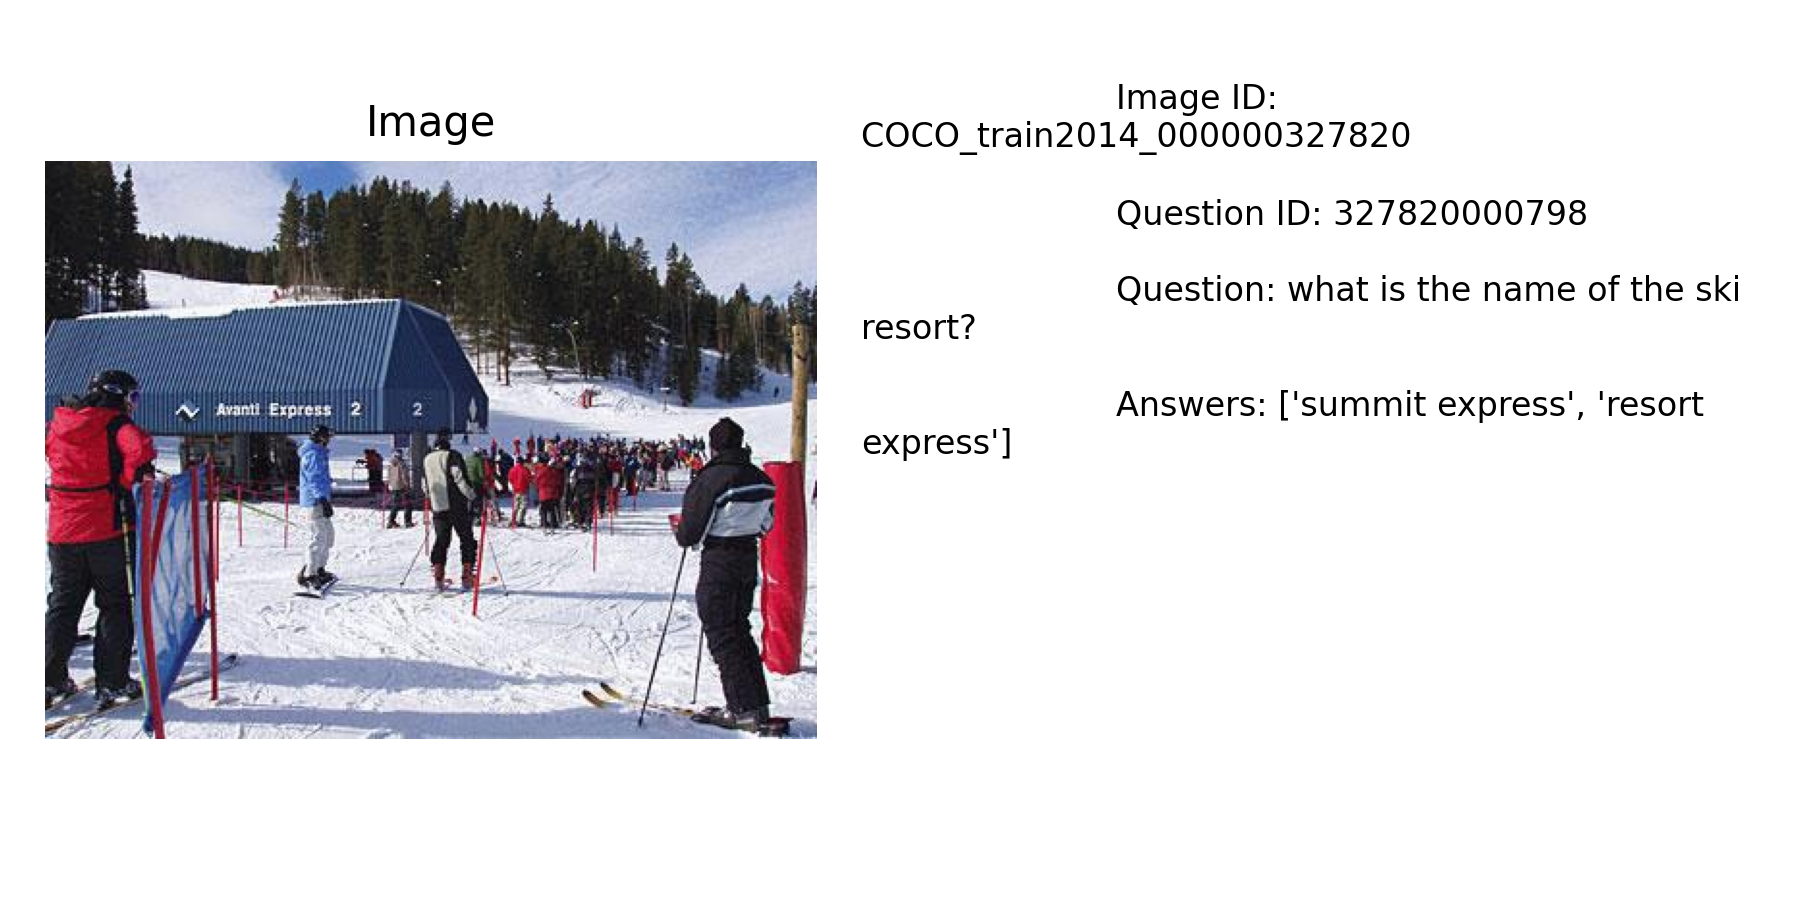 Image
Avanti Express 2
2
Image ID:
COCO_train2014_000000327820
Question ID: 327820000798
Question: what is the name of the ski
resort?
Answers: ['summit express', 'resort
express']